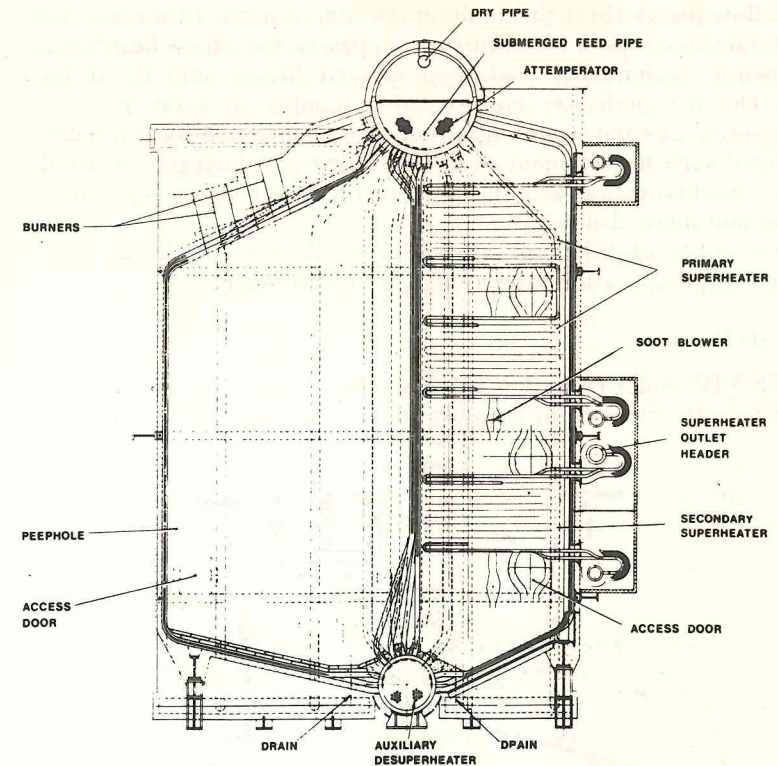 DRY PIPE
SUBMERGED FEED PIPE
ATTEMPERATOR
BURNERS
PRIMARY
SUPERHEATER
SOOT BLOWER
SUPERHEATER
OUTLET
HEADER
PEEPHOLE
SECONDARY
SUPERHEATER
ACCESS
DOOR
ACCESS DOOR
DRAIN
AUXILIARY
DESUPERHEATER
DPAIN